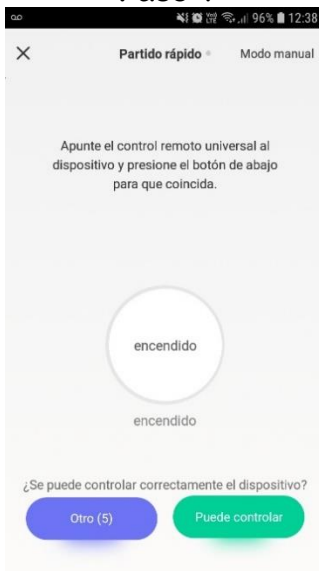 96% 12:38
Partido rápido
Modo manual
Apunte el control remoto universal al
dispositivo y presione el botón de abajo
para que coincida.
encendido
encendido
¿Se puede controlar correctamente el dispositivo?
Otro (5)
Puede controlar